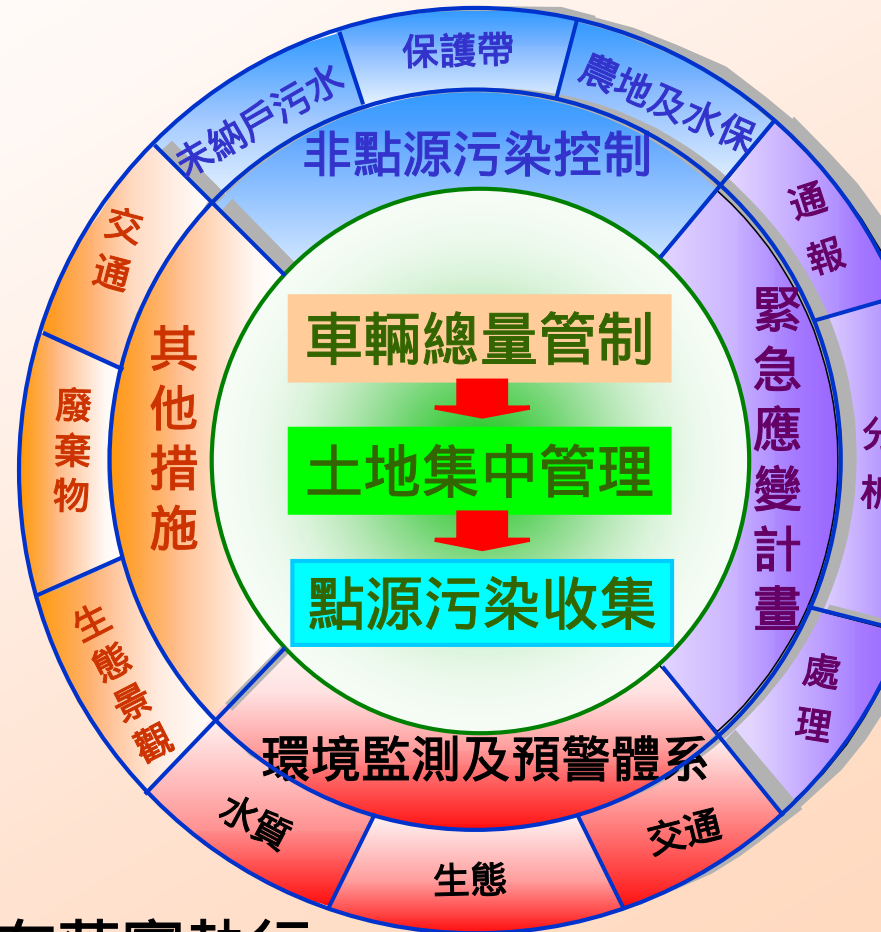 保護帶
未納戶污水
農地及水保
非點源污染控制
交通
通報
車輛總量管制
其他措施
緊急應變計畫
廢棄物
土地集中管理
點源污染收集
生態景觀
處理
環境監測及預警體系
水質
生態
交通